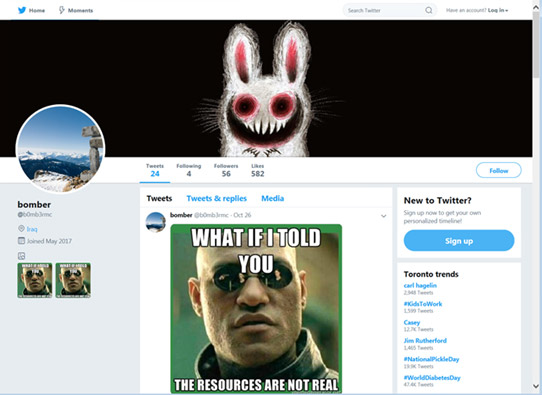 Home
Moments
Search Twitter
Have an account? Log in
Tweets
24
Following
4
Followers
56
Likes
582
Follow
bomber
@b0mb3rmc
Iraq
Joined May 2017
Tweets
Tweets & replies
Media
bomber @b0mb3rmc · Oct 26
WHAT IF I TOLD
YOU
THE RESOURCES ARE NOT REAL
New to Twitter?
Sign up now to get your own
personalized timeline!
Sign up
Toronto trends
carl hagelin
2,948 Tweets
#KidsToWork
1,599 Tweets
Casey
12.7K Tweets
Jim Rutherford
1,465 Tweets
#NationalPickleDay
19.9K Tweets
#WorldDiabetesDay
47.4K Tweets